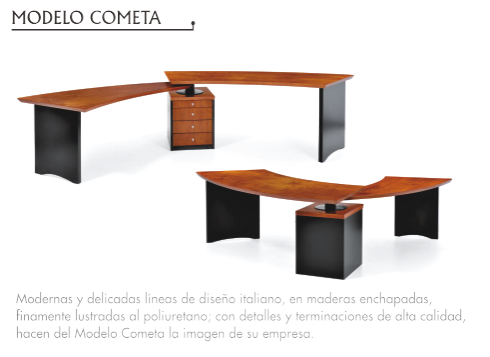 MODELO COMETA
Modernas y delicadas líneas de diseño italiano, en maderas enchapadas,
finamente lustradas al poliuretano; con detalles y terminaciones de alta calidad,
hacen del Modelo Cometa la imagen de su empresa.